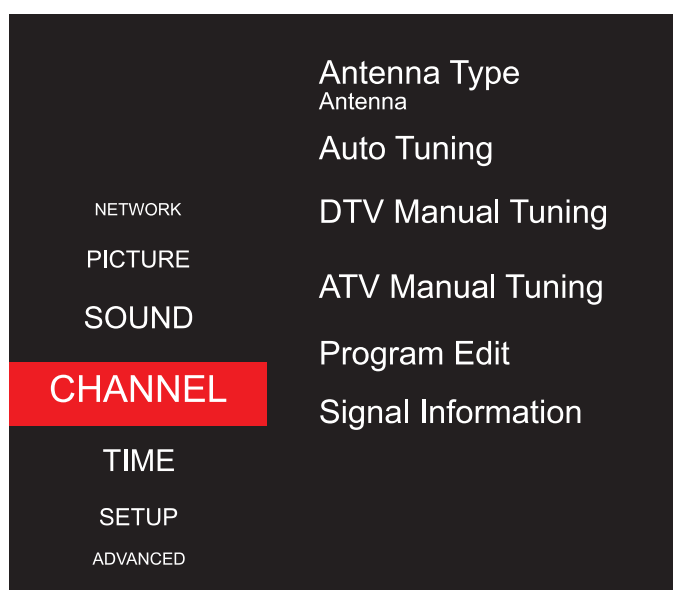 NETWORK
PICTURE
SOUND
CHANNEL
TIME
SETUP
ADVANCED
Antenna Type
Antenna
Auto Tuning
DTV Manual Tuning
ATV Manual Tuning
Program Edit
Signal Information